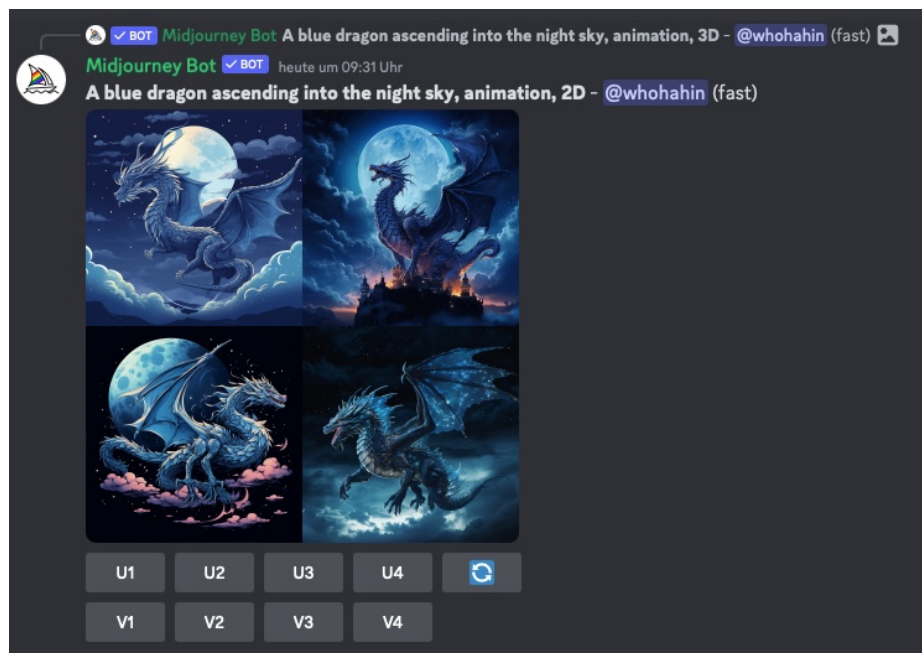 ✓ BOT Midjourney Bot A blue dragon ascending into the night sky, animation, 3D - @whohahin (fast)
Midjourney Bot ✓ BOT heute um 09:31 Uhr
A blue dragon ascending into the night sky, animation, 2D - @whohahin (fast)
U1 U2 U3 U4
V1 V2 V3 V4